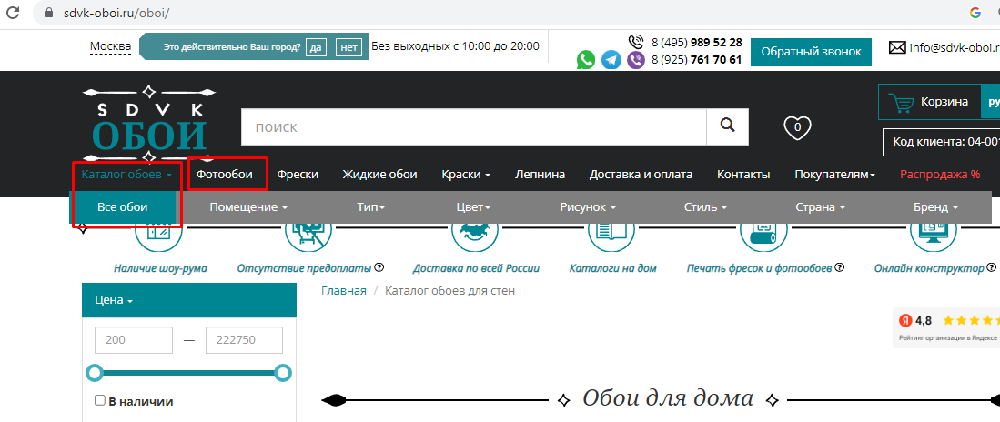 sdvk-oboi.ru/oboi/
Москва
Это действительно Ваш город? да нет
Без выходных с 10:00 до 20:00
8 (495) 989 52 28
8 (925) 761 70 61
Обратный звонок
info@sdvk-oboi.r
SDVK
ОБОИ
поиск
0
Корзина
ру
Код клиента: 04-001
Каталог обоев Фотообои Фрески Жидкие обои Краски Лепнина Доставка и оплата Контакты Покупателям Распродажа %
Все обои Помещение Тип Цвет Рисунок Стиль Страна Бренд
Наличие шоу-рума Отсутствие предоплаты Доставка по всей России Каталоги на дом Печать фресок и фотообоев Онлайн конструктор
Цена
Главная / Каталог обоев для стен
200 — 222750
Я 4,8
Рейтинг организации в Яндексе
В наличии
Обои для дома